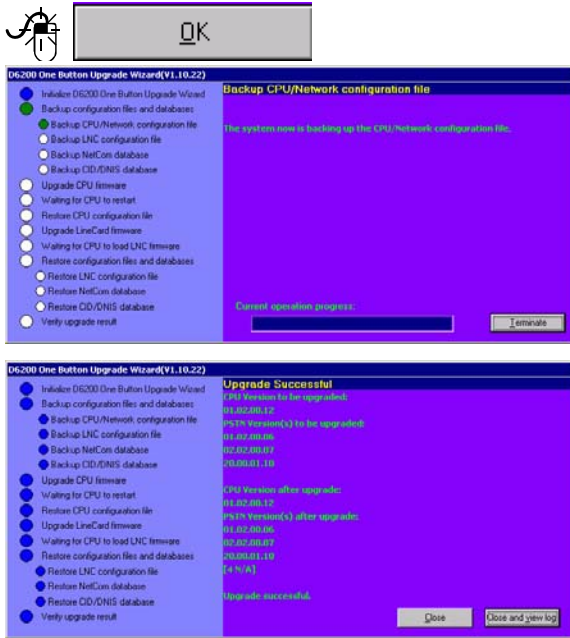 OK
D6200 One Button Upgrade Wizard(V1.10.22)
Initialize D6200 One Button Upgrade Wizard
Backup configuration files and databases
Backup CPU/Network configuration file
Backup LNC configuration file
Backup NetCom database
Backup CID/DNIS database
Upgrade CPU firmware
Waiting for CPU to restart
Restore CPU configuration file
Upgrade LineCard firmware
Waiting for CPU to load LNC firmware
Restore configuration files and databases
Restore LNC configuration file
Restore NetCom database
Restore CID/DNIS database
Verify upgrade result
Backup CPU/Network configuration file
The system now is backing up the CPU/Network configuration file.
Current operation progress:
Terminate
D6200 One Button Upgrade Wizard(V1.10.22)
Initialize D6200 One Button Upgrade Wizard
Backup configuration files and databases
Backup CPU/Network configuration file
Backup LNC configuration file
Backup NetCom database
Backup CID/DNIS database
Upgrade CPU firmware
Waiting for CPU to restart
Restore CPU configuration file
Upgrade LineCard firmware
Waiting for CPU to load LNC firmware
Restore configuration files and databases
Restore LNC configuration file
Restore NetCom database
Restore CID/DNIS database
Verify upgrade result
Upgrade Successful
CPU Version to be upgraded:
01.02.00.12
PSTN Version(s) to be upgraded:
01.02.00.06
02.02.00.07
20.00.01.10
CPU Version after upgrade:
01.02.00.12
PSTN Version(s) after upgrade:
01.02.00.06
02.02.00.07
20.00.01.10
[4 N/A]
Upgrade successful.
Close
Close and view log